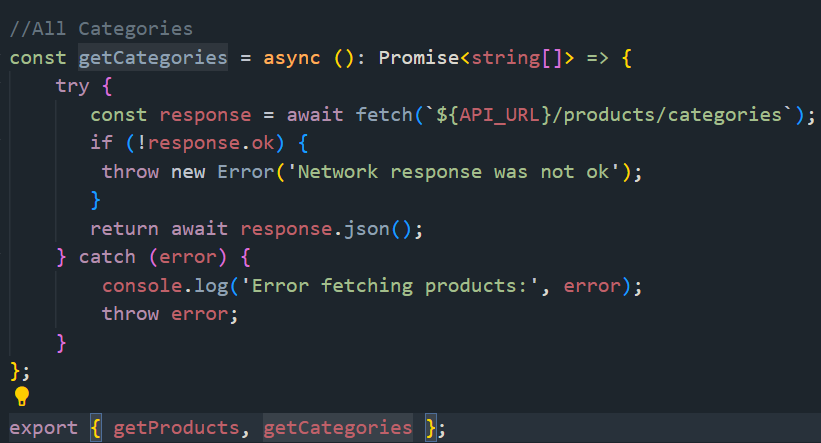 //All Categories
const getCategories = async (): Promise<string[]> => {
    try {
       const response = await fetch(`${API_URL}/products/categories`);
       if (!response.ok) {
        throw new Error('Network response was not ok');
       }
       return await response.json();
    } catch (error) {
        console.log('Error fetching products:', error);
        throw error;
    }
};
export { getProducts, getCategories };